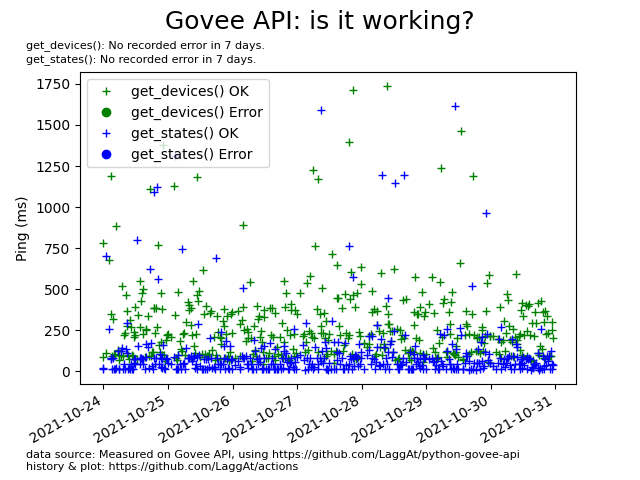 Govee API: is it working?
get_devices(): No recorded error in 7 days.
get_states(): No recorded error in 7 days.
get_devices() OK
get_devices() Error
get_states() OK
get_states() Error
Ping (ms)
1750
1500
1250
1000
750
500
250
0
2021-10-24
2021-10-25
2021-10-26
2021-10-27
2021-10-28
2021-10-29
2021-10-30
2021-10-31
data source: Measured on Govee API, using https://github.com/LaggAt/python-govee-api
history & plot: https://github.com/LaggAt/actions